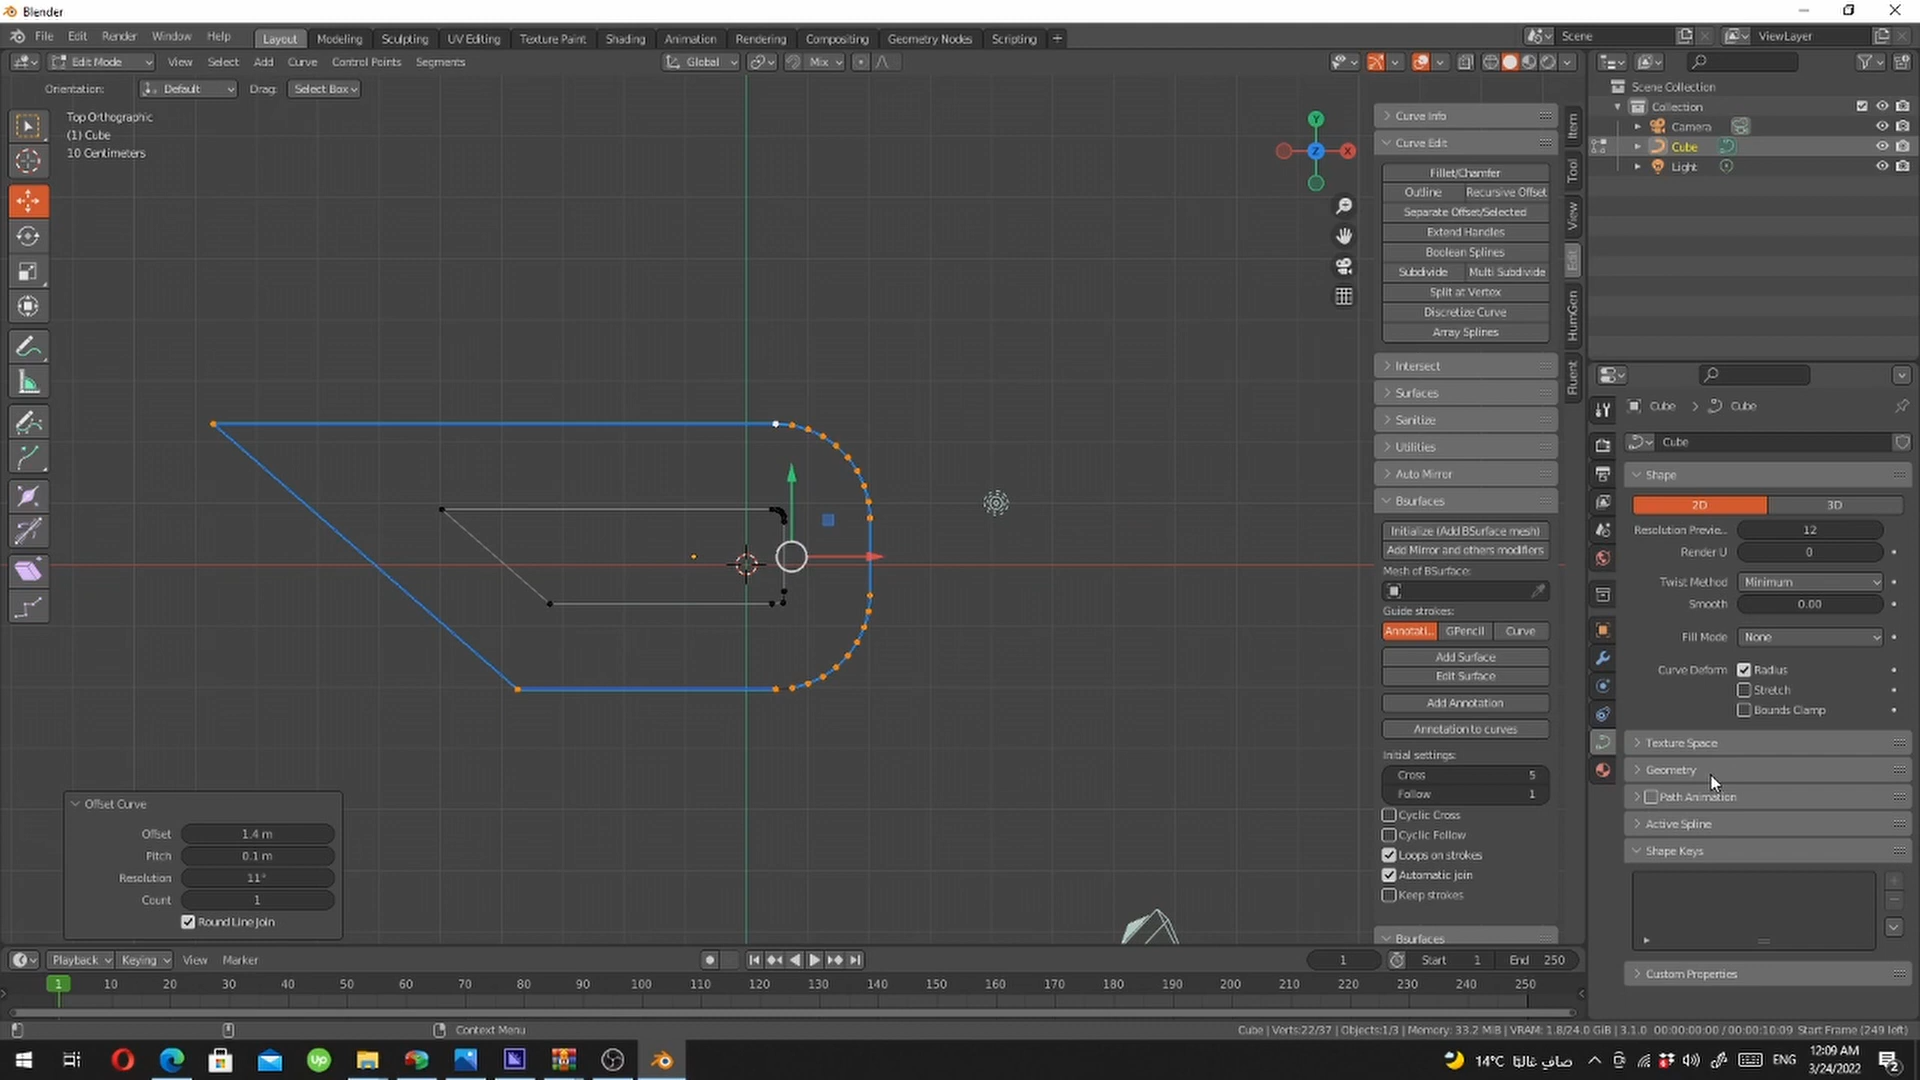 Blender
File Edit Render Window Help Layout Modeling Sculpting UV Editing Texture Paint Shading Animation Rendering Compositing Geometry Nodes Scripting + Scene ViewLayer
Edit Mode View Select Add Curve Control Points Segments Global Mix
Orientation: Default Drag: Select Box
Top Orthographic
(1) Cube
10 Centimeters
Y
Z
X
Curve Info
Curve Edit
Fillet/Chamfer
Outline Recursive Offset
Separate Offset/Selected
Extend Handles
Boolean Splines
Subdivide Multi Subdivide
Split at Vertex
Discretize Curve
Array Splines
Intersect
Surfaces
Sanitize
Utilities
Auto Mirror
Bsurfaces
Initialize (Add BSurface mesh)
Add Mirror and others modifiers
Mesh of BSurface:
Guide strokes:
Annotati.. GPencil Curve
Add Surface
Edit Surface
Add Annotation
Annotation to curves
Initial settings:
Cross 5
Follow 1
Cyclic Cross
Cyclic Follow
Loops on strokes
Automatic join
Keep strokes
Bsurfaces
Item
Tool
View
Edit
HumGen
Fluent
Scene Collection
Collection
Camera
Cube
Light
Cube > Cube
Cube
Shape
2D 3D
Resolution Previe... 12
Render U 0
Twist Method Minimum
Smooth 0.00
Fill Mode None
Curve Deform Radius
Stretch
Bounds Clamp
Texture Space
Geometry
Path Animation
Active Spline
Shape Keys
Custom Properties
Offset Curve
Offset 1.4 m
Pitch 0.1 m
Resolution 11°
Count 1
Round Line Join
Playback Keying View Marker 1 Start 1 End 250
1 10 20 30 40 50 60 70 80 90 100 110 120 130 140 150 160 170 180 190 200 210 220 230 240 250
Context Menu Cube | Verts:22/37 | Objects:1/3 | Memory: 33.2 MiB | VRAM: 1.8/24.0 GiB | 3.1.0 00:00:00:00 / 00:00:10:09 Start Frame (249 left)
Up 14°C صافٍ غالبًا ENG 12:09 AM
3/24/2022
2